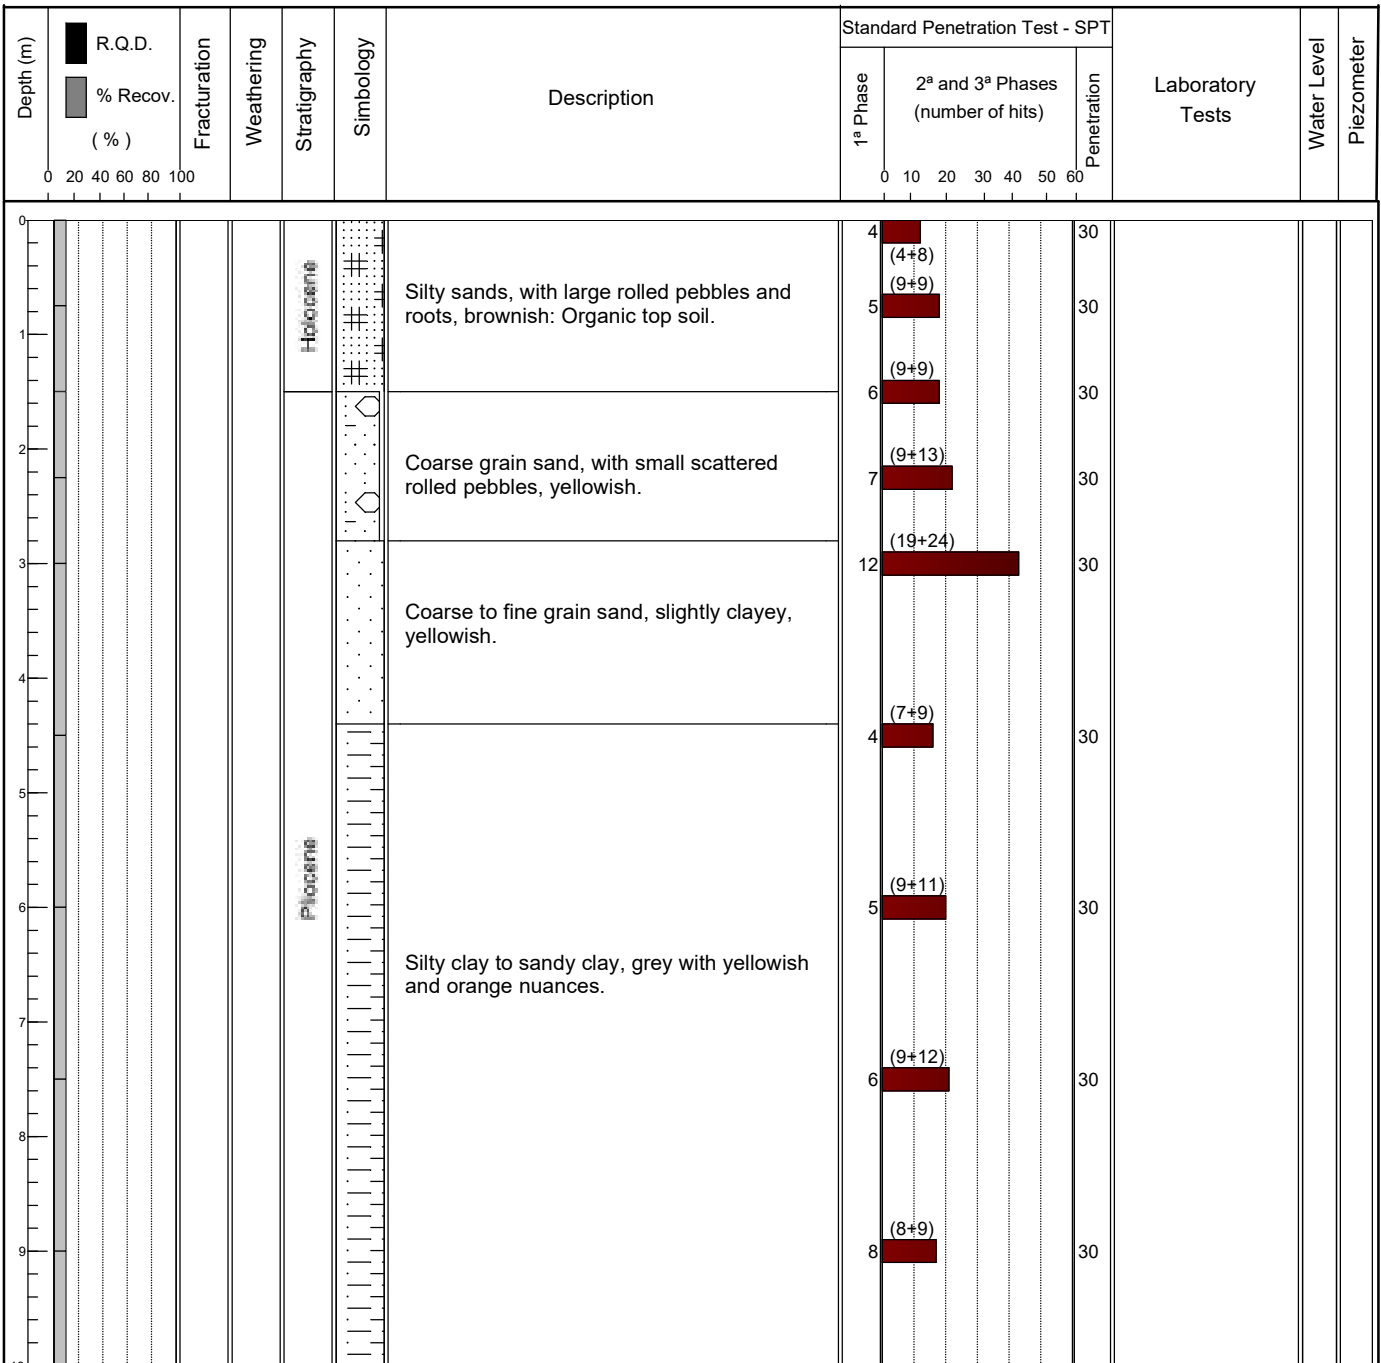 Depth (m)
R.Q.D.
% Recov.
( % )
0 20 40 60 80 100
Fracturation
Weathering
Stratigraphy
Simbology
Description
Standard Penetration Test - SPT
1ª Phase
2ª and 3ª Phases
(number of hits)
0 10 20 30 40 50 60
Penetration
Laboratory
Tests
Water Level
Piezometer
0
4
30
(4+8)
(9+9)
Holocene
Silty sands, with large rolled pebbles and
roots, brownish: Organic top soil.
5
30
1
(9+9)
6
30
2
(9+13)
Coarse grain sand, with small scattered
rolled pebbles, yellowish.
7
30
(19+24)
3
12
30
Coarse to fine grain sand, slightly clayey,
yellowish.
4
(7+9)
4
30
5
Pliocene
(9+11)
6
5
30
Silty clay to sandy clay, grey with yellowish
and orange nuances.
7
(9+12)
6
30
8
(8+9)
9
8
30